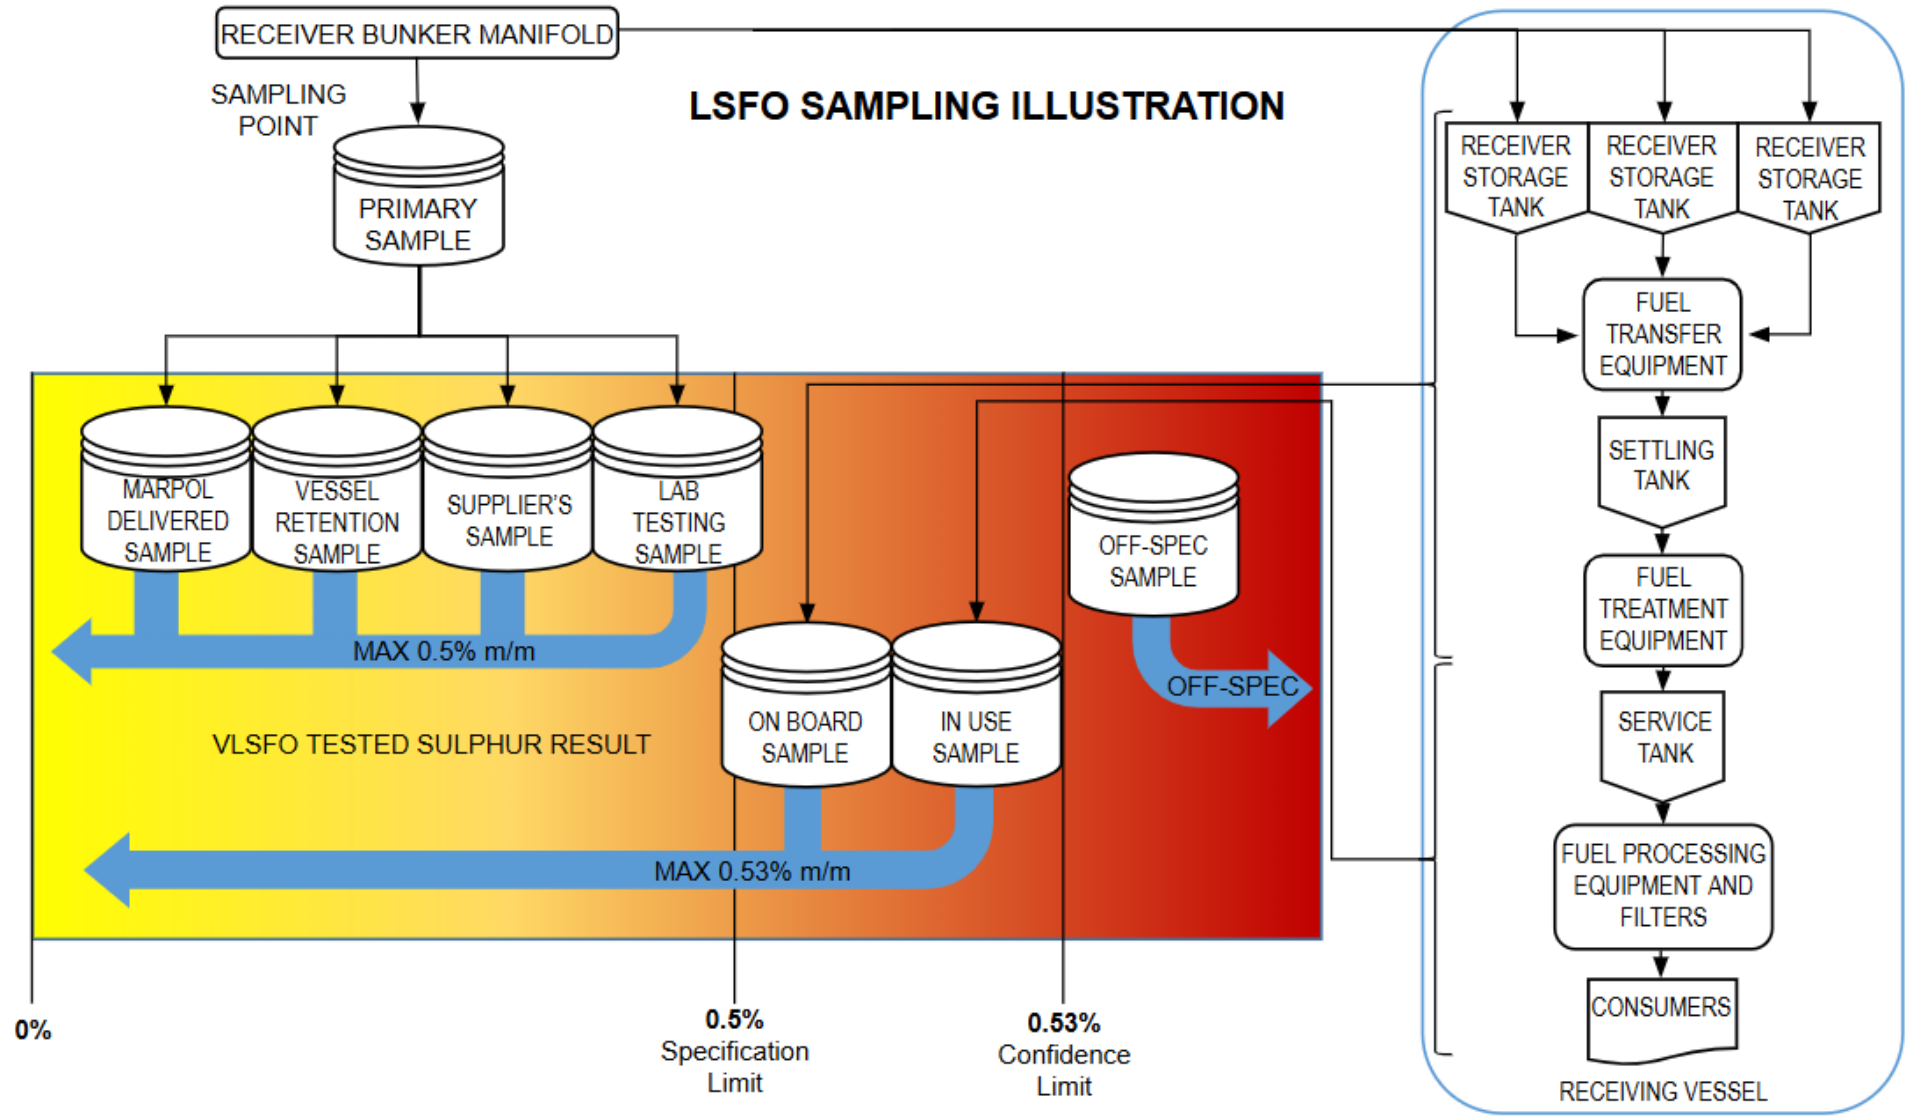 RECEIVER BUNKER MANIFOLD
SAMPLING
POINT
LSFO SAMPLING ILLUSTRATION
PRIMARY
SAMPLE
MARPOL
DELIVERED
SAMPLE
VESSEL
RETENTION
SAMPLE
SUPPLIER'S
SAMPLE
LAB
TESTING
SAMPLE
MAX 0.5% m/m
VLSFO TESTED SULPHUR RESULT
ON BOARD
SAMPLE
IN USE
SAMPLE
MAX 0.53% m/m
OFF-SPEC
SAMPLE
OFF-SPEC
0%
0.5%
Specification
Limit
0.53%
Confidence
Limit
RECEIVER
STORAGE
TANK
RECEIVER
STORAGE
TANK
RECEIVER
STORAGE
TANK
FUEL
TRANSFER
EQUIPMENT
SETTLING
TANK
FUEL
TREATMENT
EQUIPMENT
SERVICE
TANK
FUEL PROCESSING
EQUIPMENT AND
FILTERS
CONSUMERS
RECEIVING VESSEL